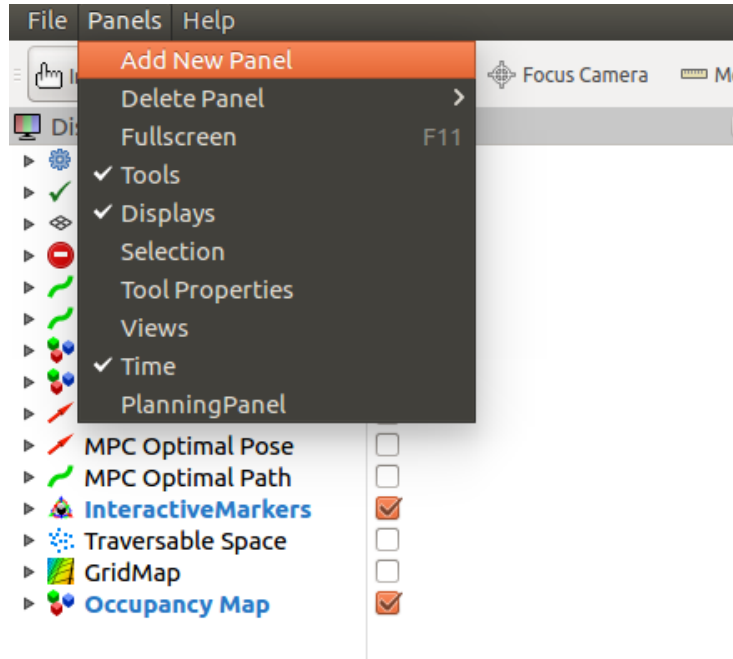 File Panels Help
Add New Panel
Focus Camera
Delete Panel
Fullscreen F11
Tools
Displays
Selection
Tool Properties
Views
Time
PlanningPanel
MPC Optimal Pose
MPC Optimal Path
InteractiveMarkers
Traversable Space
GridMap
Occupancy Map